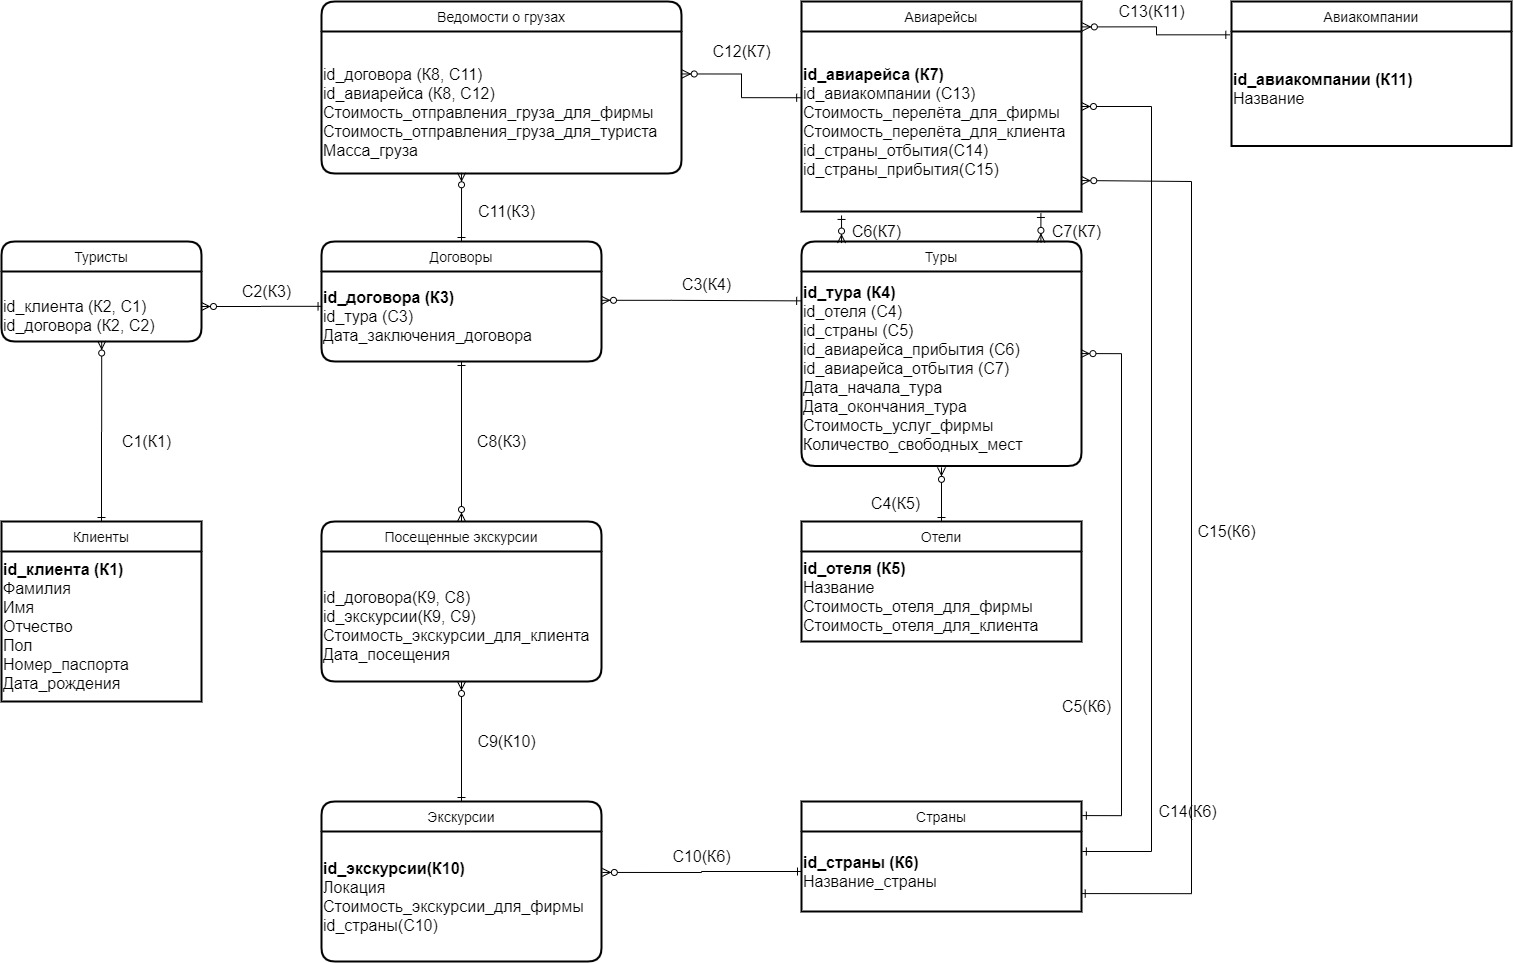 Ведомости о грузах
id_договора (К8, С11)
id_авиарейса (К8, С12)
Стоимость_отправления_груза_для_фирмы
Стоимость_отправления_груза_для_туриста
Масса_груза
С12(К7)
Авиарейсы
id_авиарейса (К7)
id_авиакомпании (С13)
Стоимость_перелёта_для_фирмы
Стоимость_перелёта_для_клиента
id_страны_отбытия(С14)
id_страны_прибытия(С15)
С13(К11)
Авиакомпании
id_авиакомпании (К11)
Название
С11(К3)
С6(К7)
С7(К7)
Туристы
id_клиента (К2, С1)
id_договора (К2, С2)
С2(К3)
Договоры
id_договора (К3)
id_тура (С3)
Дата_заключения_договора
С3(К4)
Туры
id_тура (К4)
id_отеля (С4)
id_страны (С5)
id_авиарейса_прибытия (С6)
id_авиарейса_отбытия (С7)
Дата_начала_тура
Дата_окончания_тура
Стоимость_услуг_фирмы
Количество_свободных_мест
С1(К1)
С8(К3)
С4(К5)
С15(К6)
Клиенты
id_клиента (К1)
Фамилия
Имя
Отчество
Пол
Номер_паспорта
Дата_рождения
Посещенные экскурсии
id_договора(К9, С8)
id_экскурсии(К9, С9)
Стоимость_экскурсии_для_клиента
Дата_посещения
Отели
id_отеля (К5)
Название
Стоимость_отеля_для_фирмы
Стоимость_отеля_для_клиента
С5(К6)
С9(К10)
С14(К6)
Экскурсии
id_экскурсии(К10)
Локация
Стоимость_экскурсии_для_фирмы
id_страны(С10)
С10(К6)
Страны
id_страны (К6)
Название_страны